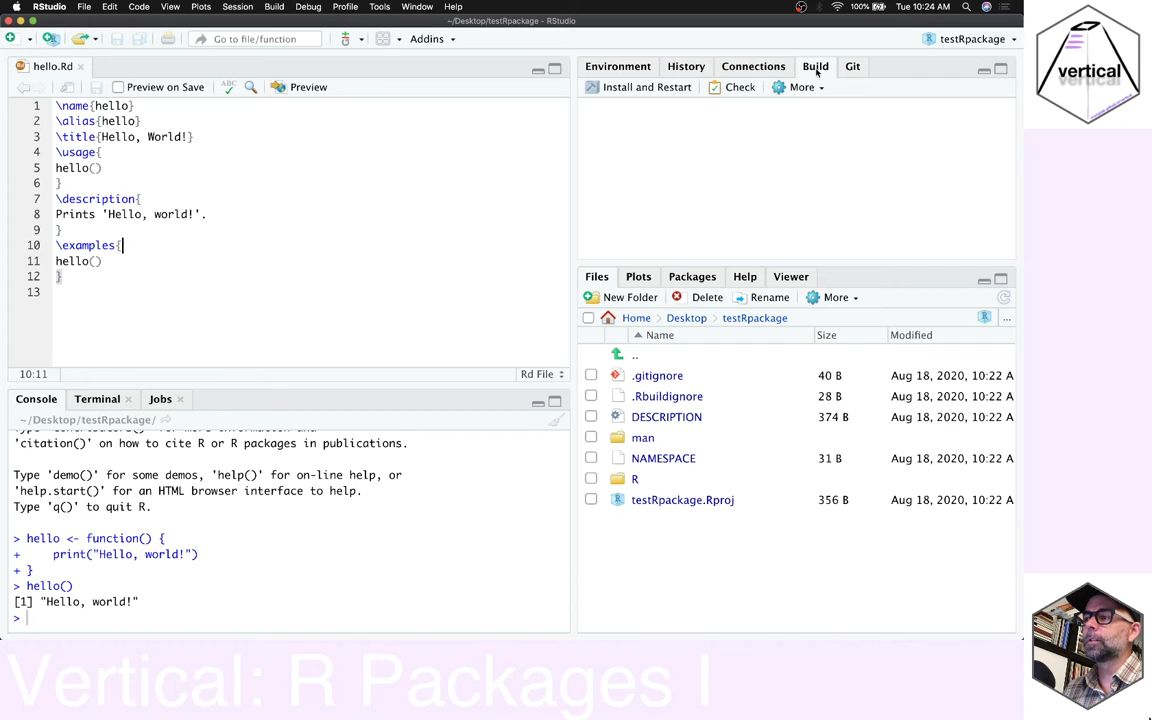 RStudio File Edit Code View Plots Session Build Debug Profile Tools Window Help 100% Tue 10:24 AM
~/Desktop/testRpackage - RStudio
Go to file/function Addins testRpackage
hello.Rd
Preview on Save ABC Preview
1 \name{hello}
2 \alias{hello}
3 \title{Hello, World!}
4 \usage{
5 hello()
6 }
7 \description{
8 Prints 'Hello, world!'.
9 }
10 \examples{
11 hello()
12 }
13
10:11 Rd File
Console Terminal Jobs
~/Desktop/testRpackage/
'citation()' on how to cite R or R packages in publications.
Type 'demo()' for some demos, 'help()' for on-line help, or
'help.start()' for an HTML browser interface to help.
Type 'q()' to quit R.
> hello <- function() {
+ print("Hello, world!")
+ }
> hello()
[1] "Hello, world!"
>
Environment History Connections Build Git
Install and Restart Check More
Files Plots Packages Help Viewer
New Folder Delete Rename More
Home Desktop testRpackage ...
Name Size Modified
..
.gitignore 40 B Aug 18, 2020, 10:22 A
.Rbuildignore 28 B Aug 18, 2020, 10:22 A
DESCRIPTION 374 B Aug 18, 2020, 10:22 A
man
NAMESPACE 31 B Aug 18, 2020, 10:22 A
R
testRpackage.Rproj 356 B Aug 18, 2020, 10:22 A
vertical
Vertical: R Packages I